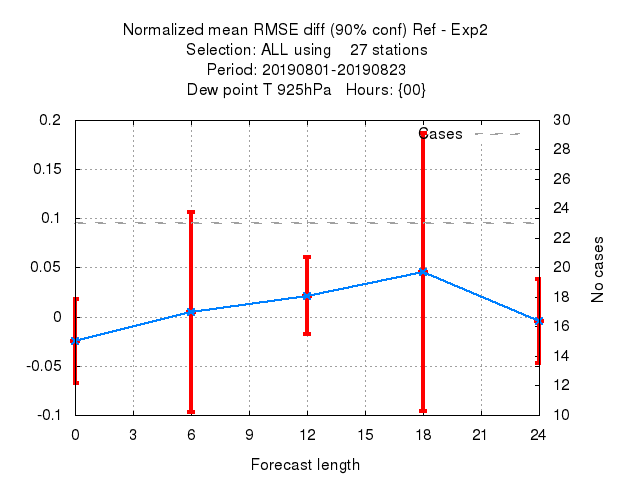 Normalized mean RMSE diff (90% conf) Ref - Exp2
Selection: ALL using    27 stations
Period: 20190801-20190823
Dew point T 925hPa   Hours: {00}
Cases
0.2
0.15
0.1
0.05
0
-0.05
-0.1
30
28
26
24
22
20
18
16
14
12
10
No cases
0 3 6 9 12 15 18 21 24
Forecast length